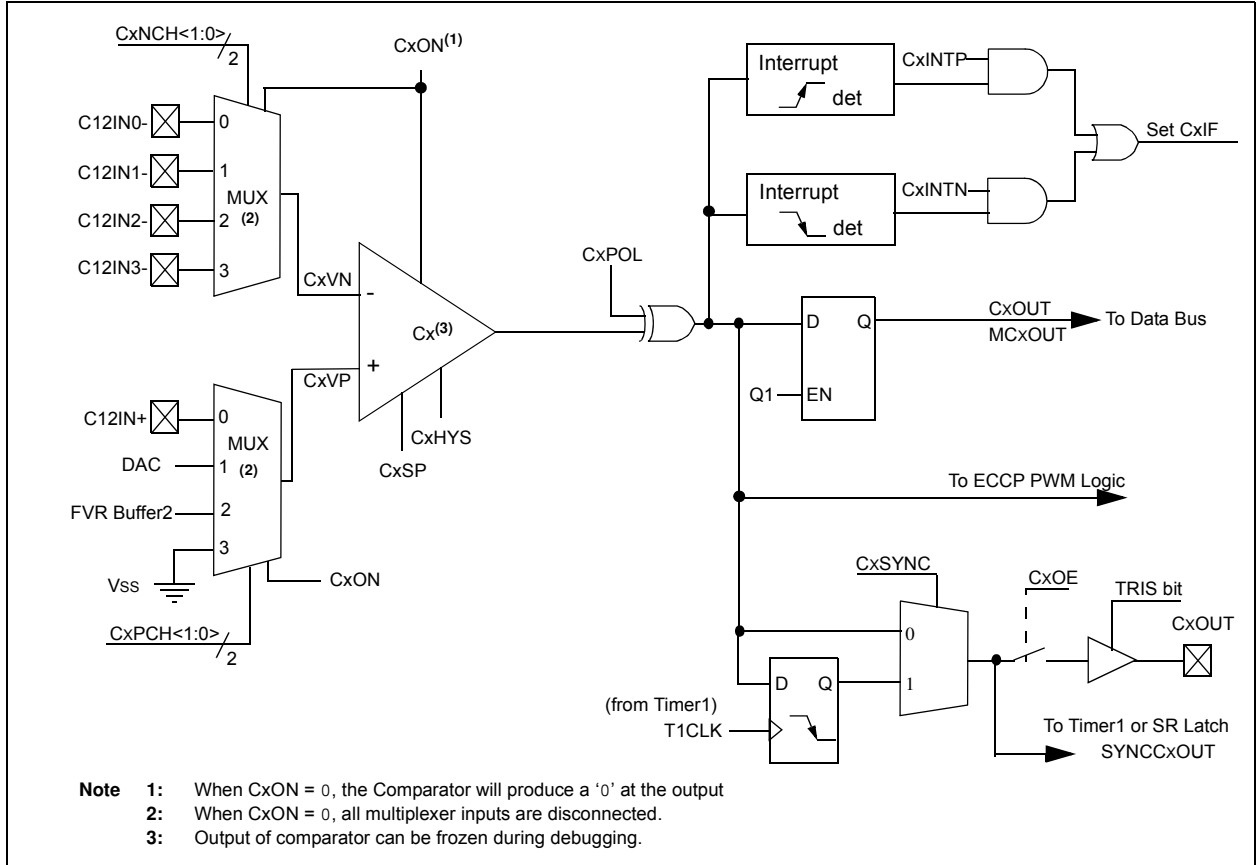 CxNCH<1:0>
2
CxON(1)
C12IN0-
0
C12IN1-
1
C12IN2-
2
C12IN3-
3
MUX
(2)
CxVN
-
Cx(3)
+
CxVP
CxHYS
CxSP
C12IN+
0
DAC
1
FVR Buffer2
2
3
MUX
(2)
Vss
CxON
CxPCH<1:0>
2
CxPOL
Interrupt
det
CxINTP
Interrupt
det
CxINTN
Set CxIF
D
Q
Q1
EN
CxOUT
MCxOUT
To Data Bus
To ECCP PWM Logic
CxSYNC
0
1
D
Q
(from Timer1)
T1CLK
CxOE
TRIS bit
CxOUT
To Timer1 or SR Latch
SYNCCxOUT
Note 1: When CxON = 0, the Comparator will produce a ‘0’ at the output
2: When CxON = 0, all multiplexer inputs are disconnected.
3: Output of comparator can be frozen during debugging.